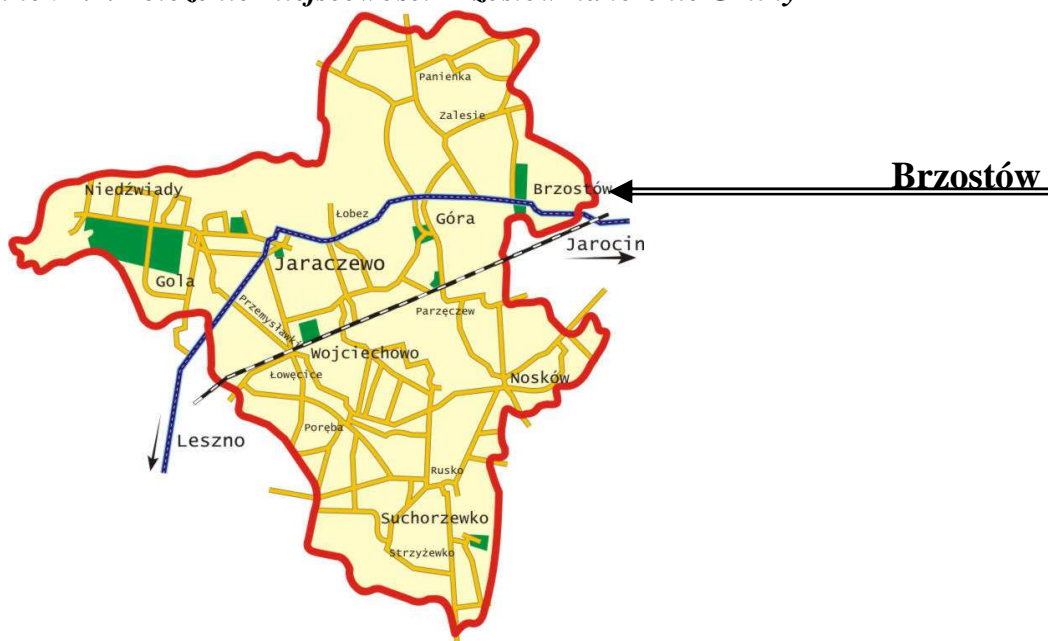 Panienka
Zalesie
Niedźwiady
Brzostów
Brzostów
Łobez
Góra
Jarocin
Jaraczewo
Gola
Przemysławki
Parzęczew
Wojciechowo
Łowęcice
Nosków
Poręba
Leszno
Rusko
Suchorzewko
Strzyżewko